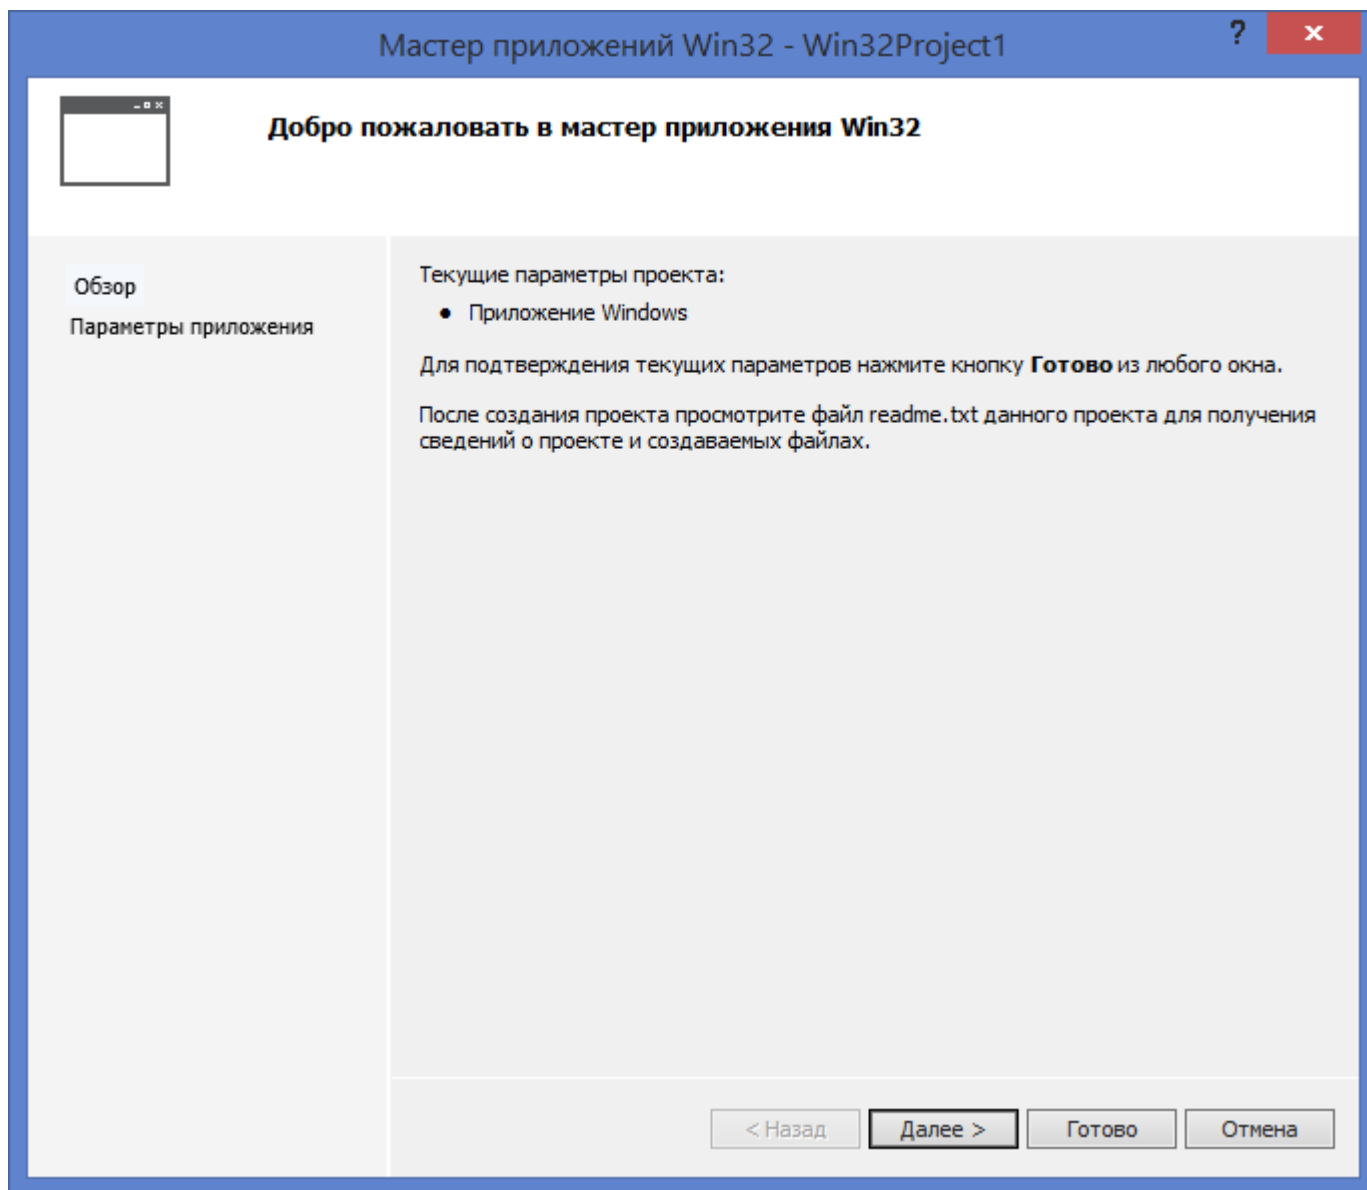 Мастер приложений Win32 - Win32Project1
?
Добро пожаловать в мастер приложения Win32
Обзор
Параметры приложения
Текущие параметры проекта:
● Приложение Windows
Для подтверждения текущих параметров нажмите кнопку Готово из любого окна.
После создания проекта просмотрите файл readme.txt данного проекта для получения
сведений о проекте и создаваемых файлах.
< Назад Далее > Готово Отмена